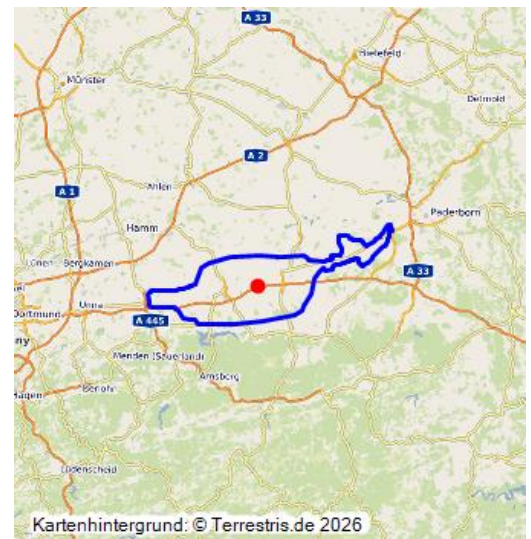 A 33
Bielefeld
Münster
Detmold
A 2
A 1
Ahlen
Paderborn
Hamm
Lünen
Bergkamen
A 33
Unna
Dortmund
A 445
Menden (Sauerland)
Arnsberg
Iserlohn
Hagen
Lüdenscheid
Kartenhintergrund: © Terrestris.de 2026